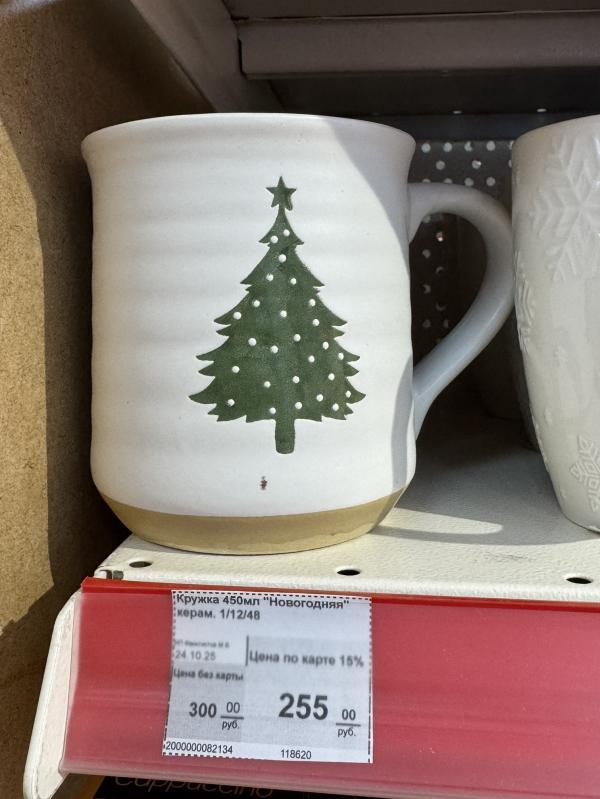 Кружка 450мл "Новогодняя"
керам. 1/12/48
24.10.25
Цена по карте 15%
Цена без карты
300 00
руб.
255 00
руб.
2000000082134
118620
cappuccino